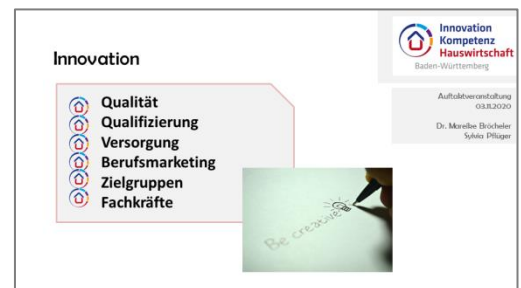 Innovation
Qualität
Qualifizierung
Versorgung
Berufsmarketing
Zielgruppen
Fachkräfte
Be creative
Innovation
Kompetenz
Hauswirtschaft
Baden-Württemberg
Auftaktveranstaltung
03.11.2020
Dr. Mareike Bröcheler
Sylvia Pflüger